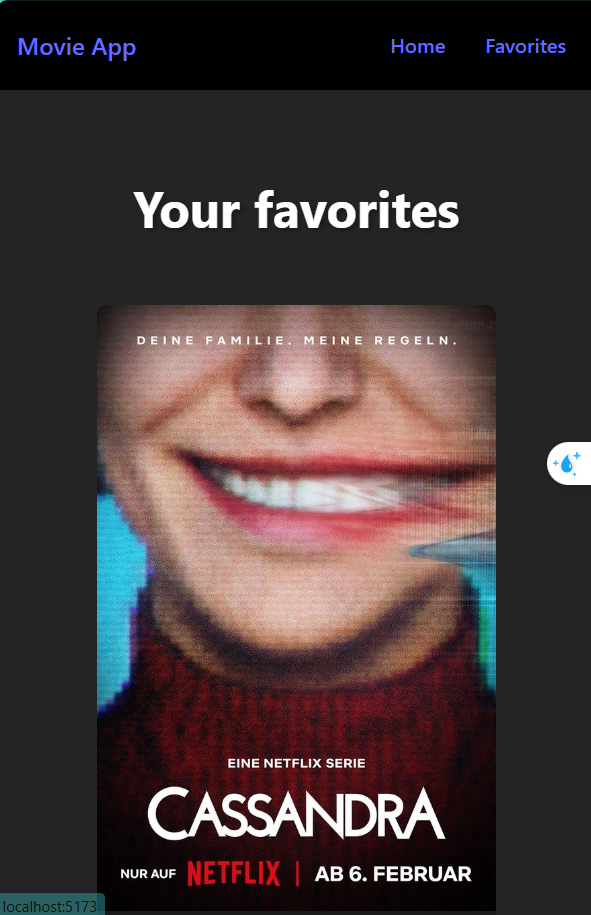 Movie App
Home Favorites
Your favorites
DEINE FAMILIE. MEINE REGELN.
EINE NETFLIX SERIE
CASSANDRA
NUR AUF NETFLIX | AB 6. FEBRUAR
localhost:5173